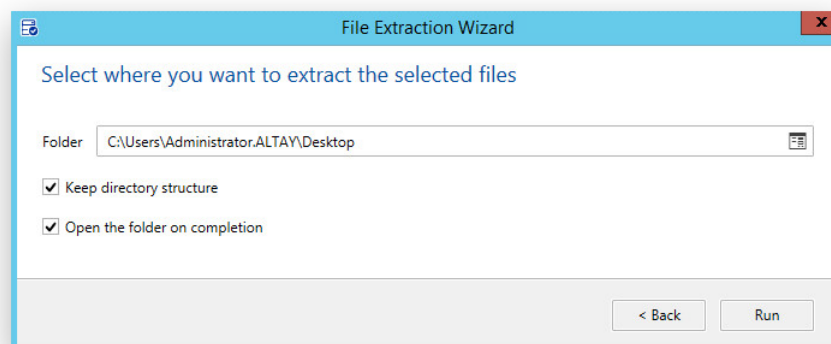 File Extraction Wizard
x
Select where you want to extract the selected files
Folder C:\Users\Administrator.ALTAY\Desktop
Keep directory structure
Open the folder on completion
< Back Run